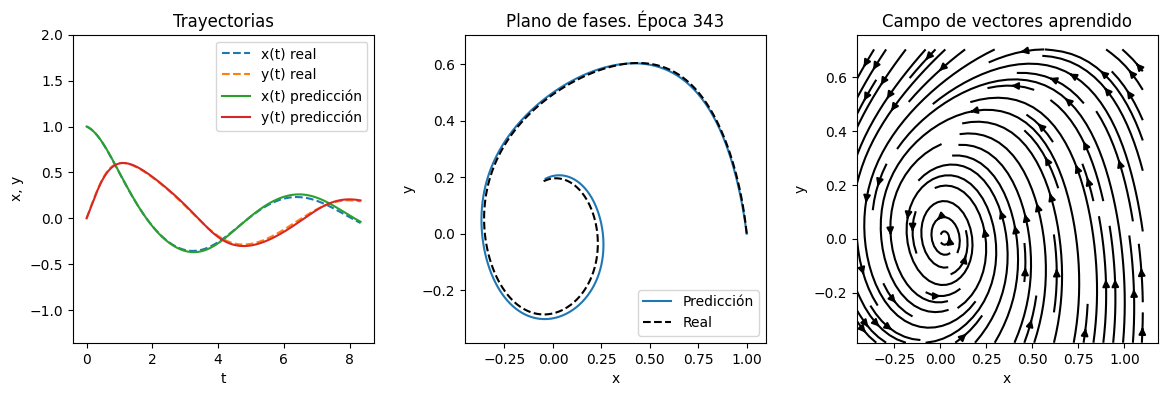 Trayectorias
x(t) real
y(t) real
x(t) predicción
y(t) predicción
2.0
1.5
1.0
0.5
0.0
−0.5
−1.0
x, y
0 2 4 6 8
t
Plano de fases. Época 343
0.6
0.4
0.2
0.0
−0.2
y
Predicción
Real
−0.25 0.00 0.25 0.50 0.75 1.00
x
Campo de vectores aprendido
0.6
0.4
0.2
0.0
−0.2
y
−0.25 0.00 0.25 0.50 0.75 1.00
x